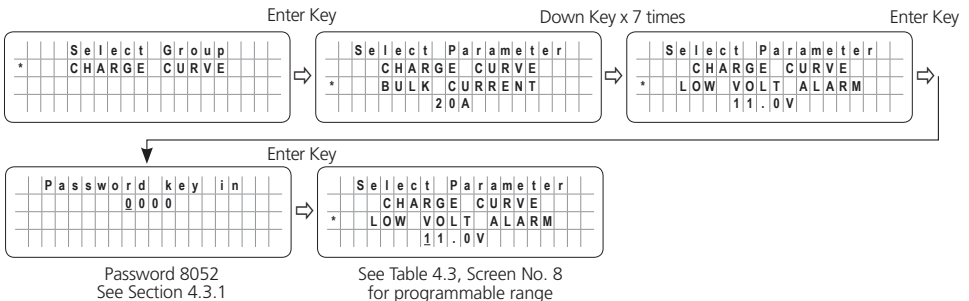 Enter Key
Down Key x 7 times
Enter Key
Select Group
* CHARGE CURVE
Select Parameter
CHARGE CURVE
* BULK CURRENT
20A
Select Parameter
CHARGE CURVE
* LOW VOLT ALARM
11.0V
Enter Key
Password key in
0000
Select Parameter
CHARGE CURVE
* LOW VOLT ALARM
11.0V
Password 8052
See Section 4.3.1
See Table 4.3, Screen No. 8
for programmable range